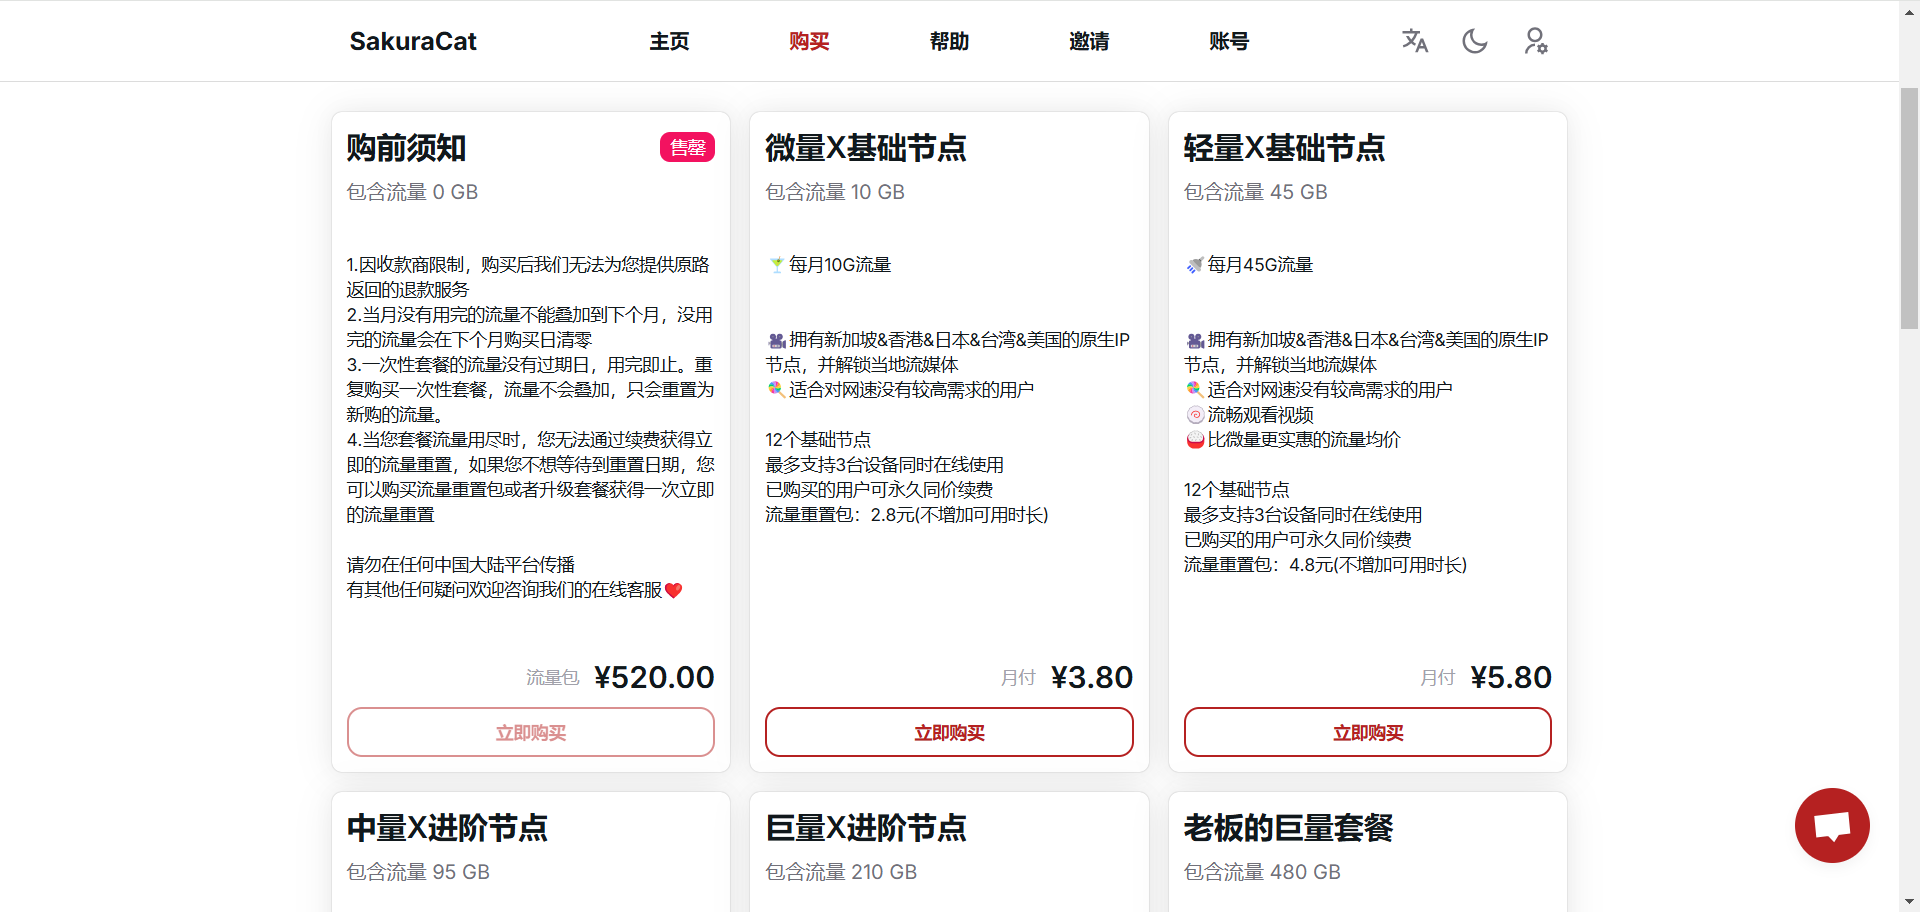 SakuraCat
主页
购买
帮助
邀请
账号
购前须知
售罄
包含流量 0 GB
1.因收款商限制，购买后我们无法为您提供原路
返回的退款服务
2.当月没有用完的流量不能叠加到下个月，没用
完的流量会在下个月购买日清零
3.一次性套餐的流量没有过期日，用完即止。重
复购买一次性套餐，流量不会叠加，只会重置为
新购的流量。
4.当您套餐流量用尽时，您无法通过续费获得立
即的流量重置，如果您不想等待到重置日期，您
可以购买流量重置包或者升级套餐获得一次立即
的流量重置
请勿在任何中国大陆平台传播
有其他任何疑问欢迎咨询我们的在线客服❤️
流量包 ¥520.00
立即购买
微量X基础节点
包含流量 10 GB
🍸每月10G流量
🎥拥有新加坡&香港&日本&台湾&美国的原生IP
节点，并解锁当地流媒体
🍭适合对网速没有较高需求的用户
12个基础节点
最多支持3台设备同时在线使用
已购买的用户可永久同价续费
流量重置包：2.8元(不增加可用时长)
月付 ¥3.80
立即购买
轻量X基础节点
包含流量 45 GB
🚿每月45G流量
🎥拥有新加坡&香港&日本&台湾&美国的原生IP
节点，并解锁当地流媒体
🍭适合对网速没有较高需求的用户
🍥流畅观看视频
🍚比微量更实惠的流量均价
12个基础节点
最多支持3台设备同时在线使用
已购买的用户可永久同价续费
流量重置包：4.8元(不增加可用时长)
月付 ¥5.80
立即购买
中量X进阶节点
包含流量 95 GB
巨量X进阶节点
包含流量 210 GB
老板的巨量套餐
包含流量 480 GB